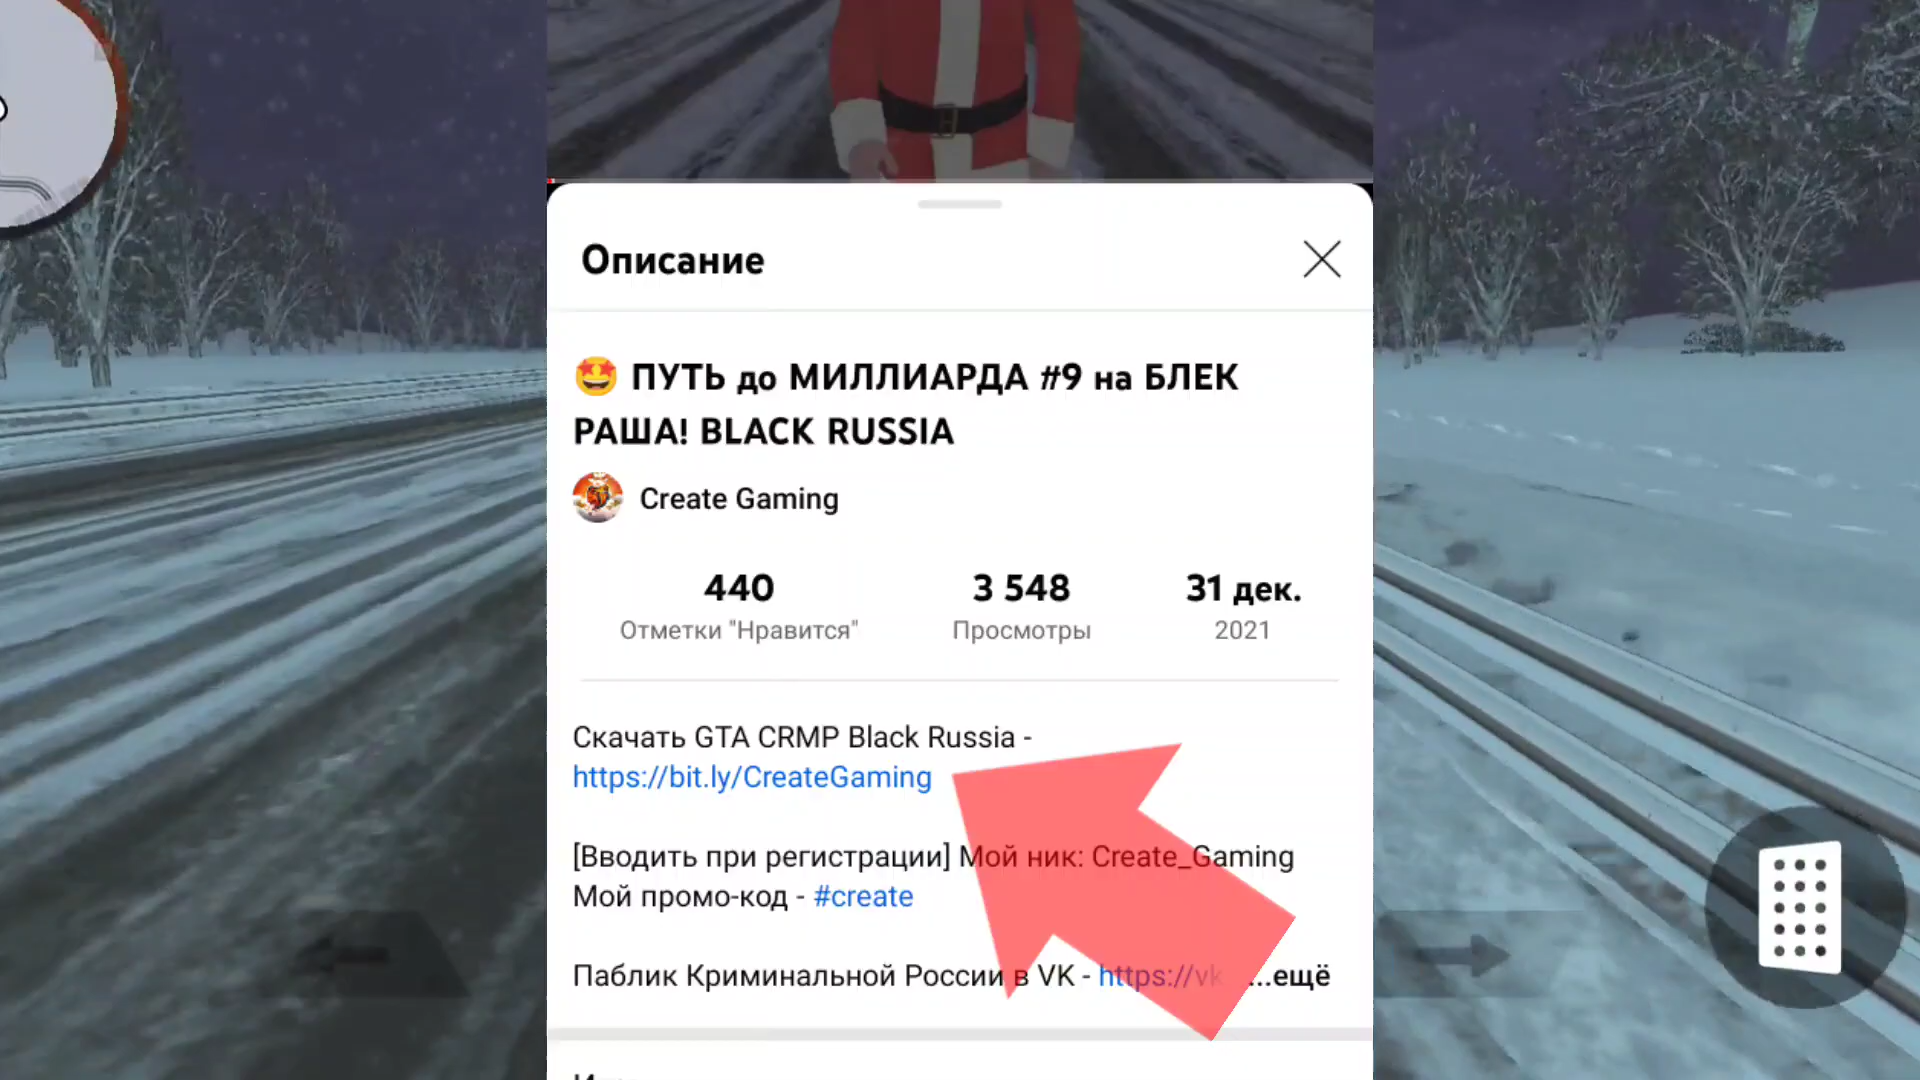 Описание
ПУТЬ до МИЛЛИАРДА #9 на БЛЕК
РАША! BLACK RUSSIA
Create Gaming
440
Отметки "Нравится"
3 548
Просмотры
31 дек.
2021
Скачать GTA CRMP Black Russia -
https://bit.ly/CreateGaming
[Вводить при регистрации] Мой ник: Create_Gaming
Мой промо-код - #create
Паблик Криминальной России в VK - https://vk ...ещё